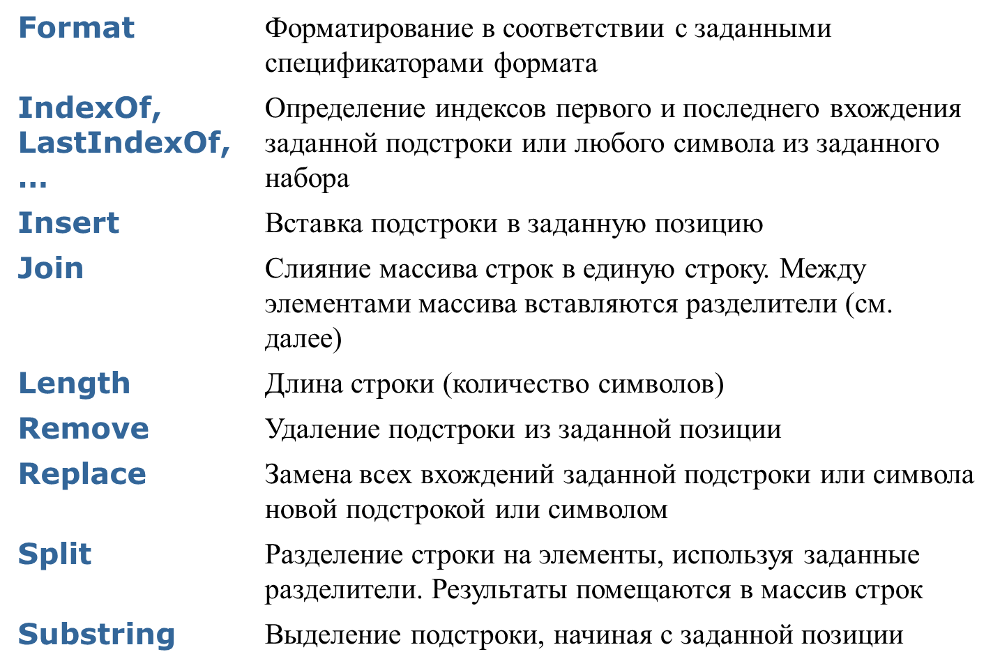 Format Форматирование в соответствии с заданными
спецификаторами формата
IndexOf, Определение индексов первого и последнего вхождения
LastIndexOf, заданной подстроки или любого символа из заданного
... набора
Insert Вставка подстроки в заданную позицию
Join Слияние массива строк в единую строку. Между
элементами массива вставляются разделители (см.
далее)
Length Длина строки (количество символов)
Remove Удаление подстроки из заданной позиции
Replace Замена всех вхождений заданной подстроки или символа
новой подстрокой или символом
Split Разделение строки на элементы, используя заданные
разделители. Результаты помещаются в массив строк
Substring Выделение подстроки, начиная с заданной позиции